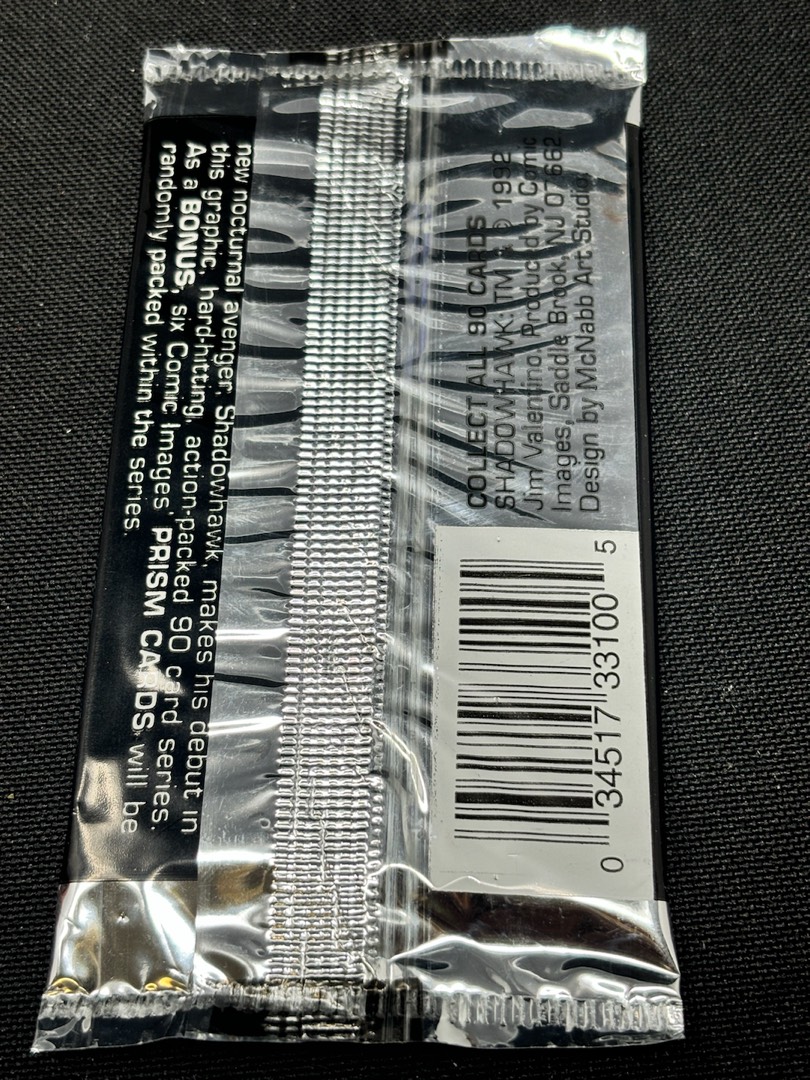 new nocturnal avenger, Shadowhawk, makes his debut in
this graphic, hard-hitting, action-packed 90 card series.
As a BONUS, six Comic Images' PRISM CARDS will be
randomly packed within the series.
COLLECT ALL 90 CARDS
SHADOWHAWK: TM & © 1992
Jim Valentino. Produced by Comic
Images, Saddle Brook, NJ 07662
Design by McNabb Art Studio.
0 34517 33100 5